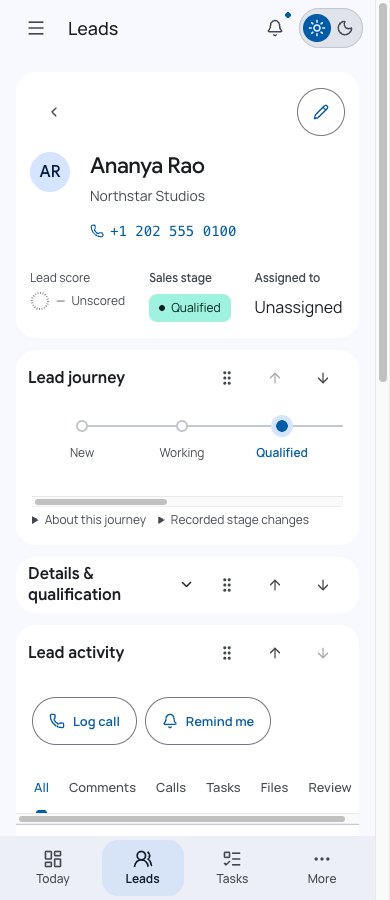 Leads
AR
Ananya Rao
Northstar Studios
+1 202 555 0100
Lead score
Sales stage
Assigned to
— Unscored
Qualified
Unassigned
Lead journey
New
Working
Qualified
About this journey
Recorded stage changes
Details &
qualification
Lead activity
Log call
Remind me
All
Comments
Calls
Tasks
Files
Review
Today
Leads
Tasks
More